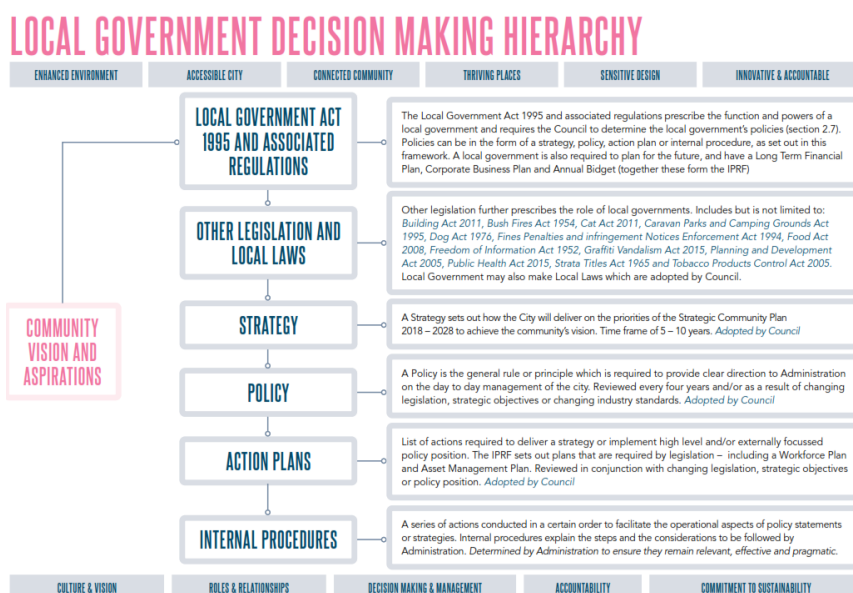 LOCAL GOVERNMENT DECISION MAKING HIERARCHY
ENHANCED ENVIRONMENT
ACCESSIBLE CITY
CONNECTED COMMUNITY
THRIVING PLACES
SENSITIVE DESIGN
INNOVATIVE & ACCOUNTABLE
LOCAL GOVERNMENT ACT
1995 AND ASSOCIATED
REGULATIONS
The Local Government Act 1995 and associated regulations prescribe the function and powers of a
local government and requires the Council to determine the local government's policies (section 2.7).
Policies can be in the form of a strategy, policy, action plan or internal procedure, as set out in this
framework. A local government is also required to plan for the future, and have a Long Term Financial
Plan, Corporate Business Plan and Annual Budget (together these form the IPRF)
OTHER LEGISLATION AND
LOCAL LAWS
Other legislation further prescribes the role of local governments. Includes but is not limited to:
Building Act 2011, Bush Fires Act 1954, Cat Act 2011, Caravan Parks and Camping Grounds Act
1995, Dog Act 1976, Fines Penalties and infringement Notices Enforcement Act 1994, Food Act
2008, Freedom of Information Act 1952, Graffiti Vandalism Act 2015, Planning and Development
Act 2005, Public Health Act 2015, Strata Titles Act 1965 and Tobacco Products Control Act 2005.
Local Government may also make Local Laws which are adopted by Council.
COMMUNITY
VISION AND
ASPIRATIONS
STRATEGY
A Strategy sets out how the City will deliver on the priorities of the Strategic Community Plan
2018 – 2028 to achieve the community's vision. Time frame of 5 – 10 years. Adopted by Council
POLICY
A Policy is the general rule or principle which is required to provide clear direction to Administration
on the day to day management of the city. Reviewed every four years and/or as a result of changing
legislation, strategic objectives or changing industry standards. Adopted by Council
ACTION PLANS
List of actions required to deliver a strategy or implement high level and/or externally focussed
policy position. The IPRF sets out plans that are required by legislation – including a Workforce Plan
and Asset Management Plan. Reviewed in conjunction with changing legislation, strategic objectives
or policy position. Adopted by Council
INTERNAL PROCEDURES
A series of actions conducted in a certain order to facilitate the operational aspects of policy statements
or strategies. Internal procedures explain the steps and the considerations to be followed by
Administration. Determined by Administration to ensure they remain relevant, effective and pragmatic.
CULTURE & VISION
ROLES & RELATIONSHIPS
DECISION MAKING & MANAGEMENT
ACCOUNTABILITY
COMMITMENT TO SUSTAINABILITY